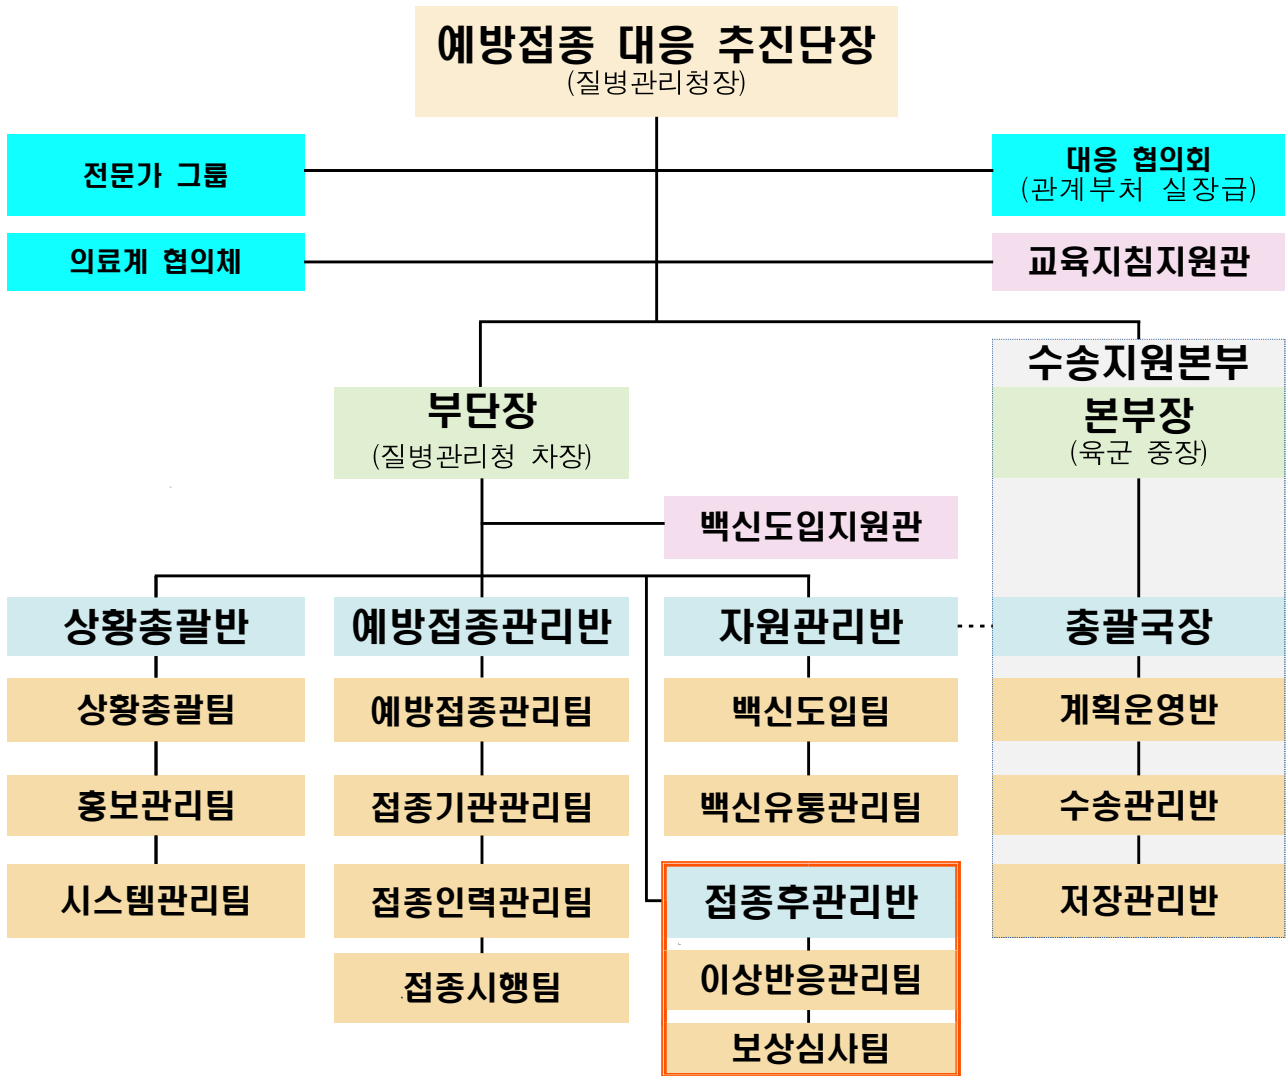 예방접종 대응 추진단장
(질병관리청장)
전문가 그룹
대응 협의회
(관계부처 실장급)
의료계 협의체
교육지침지원관
수송지원본부
부단장
(질병관리청 차장)
본부장
(육군 중장)
백신도입지원관
상황총괄반
예방접종관리반
자원관리반
총괄국장
상황총괄팀
예방접종관리팀
백신도입팀
계획운영반
홍보관리팀
접종기관관리팀
백신유통관리팀
수송관리반
시스템관리팀
접종인력관리팀
접종후관리반
저장관리반
접종시행팀
이상반응관리팀
보상심사팀